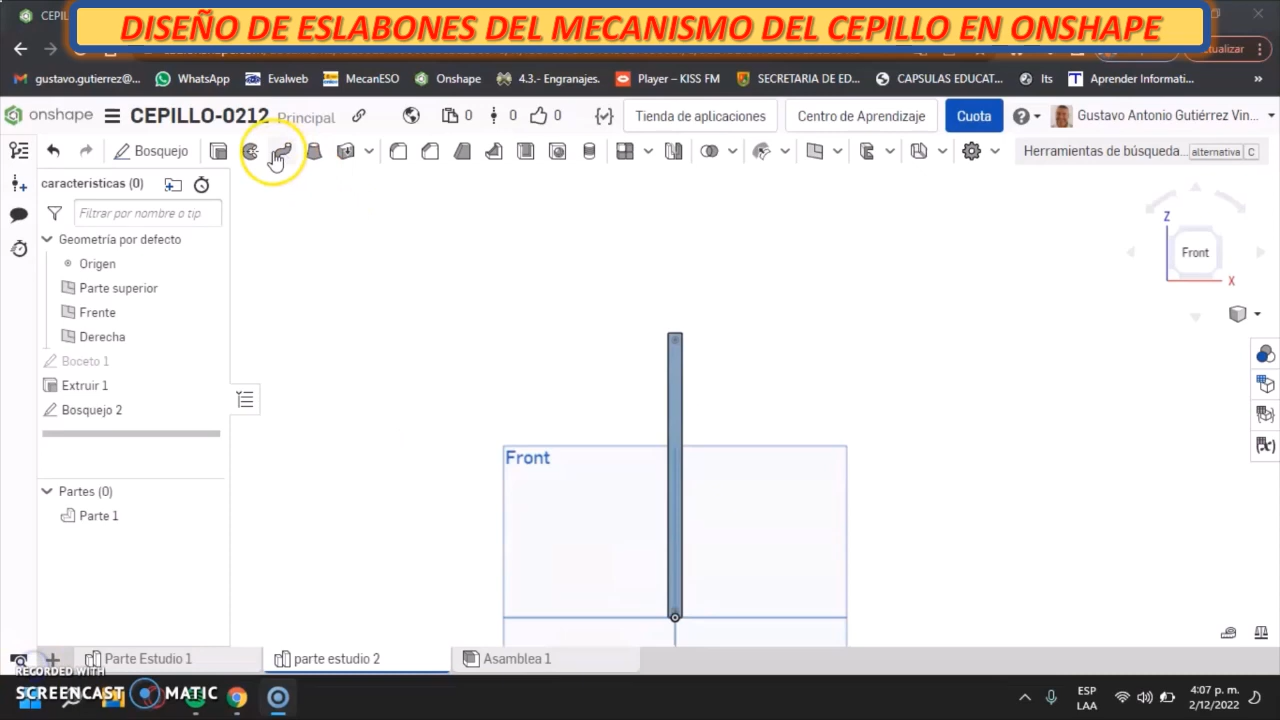 DISEÑO DE ESLABONES DEL MECANISMO DEL CEPILLO EN ONSHAPE
CEPIL
tualizar
gustavo.gutierrez@... WhatsApp Evalweb MecanESO Onshape 4.3.- Engranajes. Player – KISS FM SECRETARIA DE ED... CAPSULAS EDUCAT... Its Aprender Informati... »
onshape CEPILLO-0212 Principal 0 0 0 Tienda de aplicaciones Centro de Aprendizaje Cuota Gustavo Antonio Gutiérrez Vin...
Bosquejo Herramientas de búsqueda... alternativa C
caracteristicas (0)
Filtrar por nombre o tip
Geometría por defecto
Origen
Parte superior
Frente
Derecha
Boceto 1
Extruir 1
Bosquejo 2
Partes (0)
Parte 1
Z
Front
X
Front
Parte Estudio 1 parte estudio 2 Asamblea 1
RECORDED WITH
SCREENCAST MATIC
ESP
LAA
4:07 p. m.
2/12/2022